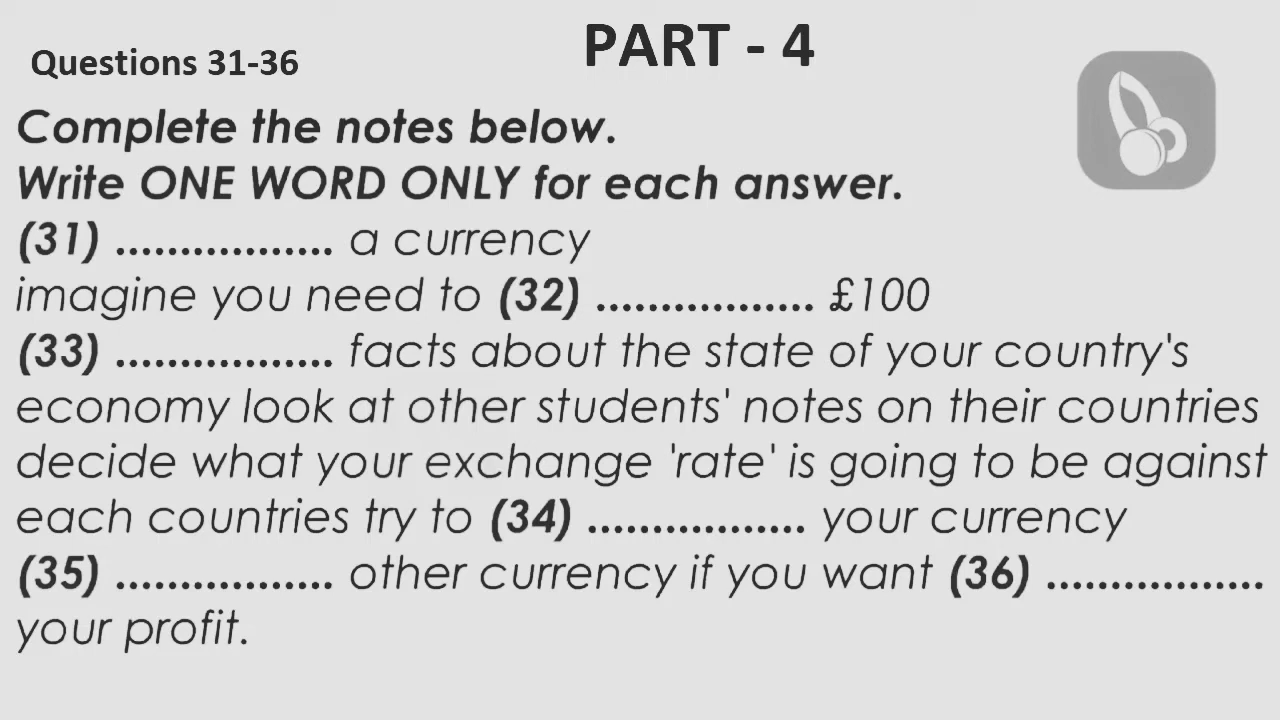 PART - 4
Questions 31-36
Complete the notes below.
Write ONE WORD ONLY for each answer.
(31) ................. a currency
imagine you need to (32) ................. £100
(33) ................. facts about the state of your country's
economy look at other students' notes on their countries
decide what your exchange 'rate' is going to be against
each countries try to (34) ................. your currency
(35) ................. other currency if you want (36) .................
your profit.